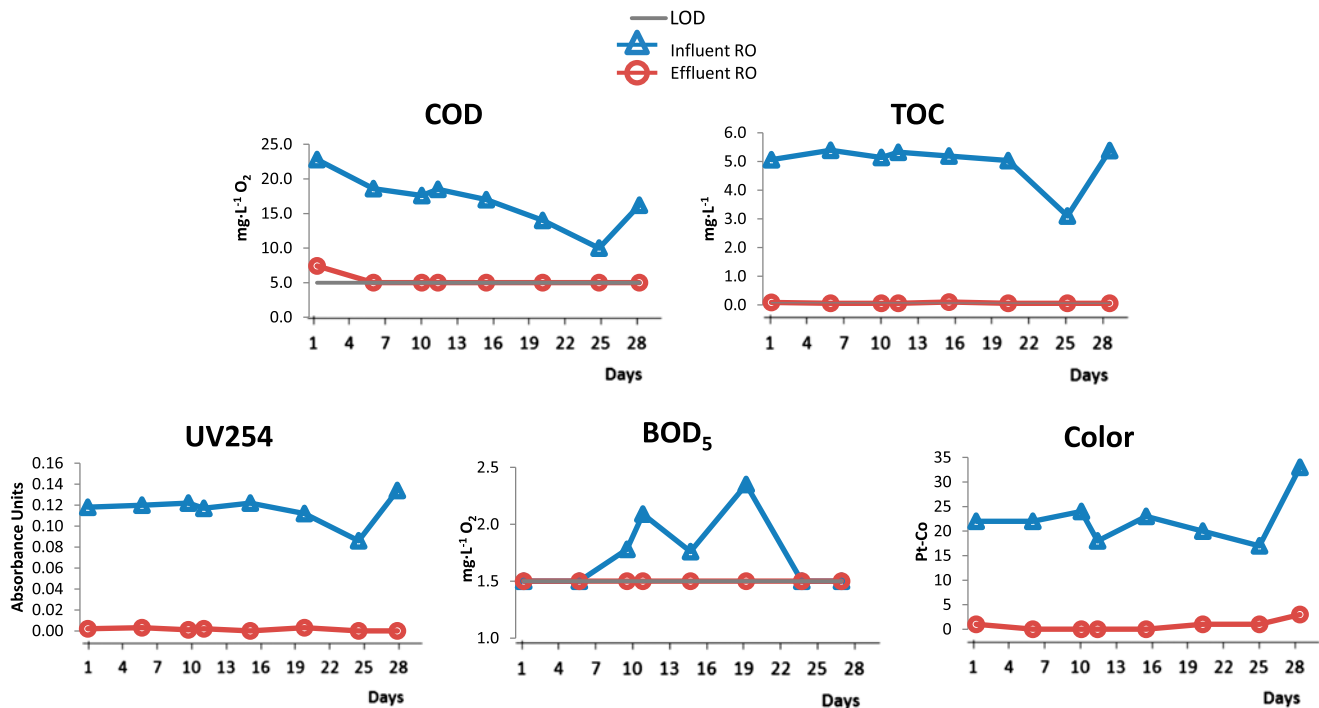 LOD
Influent RO
Effluent RO
COD
mg·L⁻¹ O₂
25.0
20.0
15.0
10.0
5.0
0.0
1 4 7 10 13 16 19 22 25 28
Days
TOC
mg·L⁻¹
6.0
5.0
4.0
3.0
2.0
1.0
0.0
1 4 7 10 13 16 19 22 25 28
Days
UV254
Absorbance Units
0.16
0.14
0.12
0.10
0.08
0.06
0.04
0.02
0.00
1 4 7 10 13 16 19 22 25 28
Days
BOD₅
mg·L⁻¹ O₂
2.5
2.0
1.5
1.0
1 4 7 10 13 16 19 22 25 28
Days
Color
Pt-Co
35
30
25
20
15
10
5
0
1 4 7 10 13 16 19 22 25 28
Days